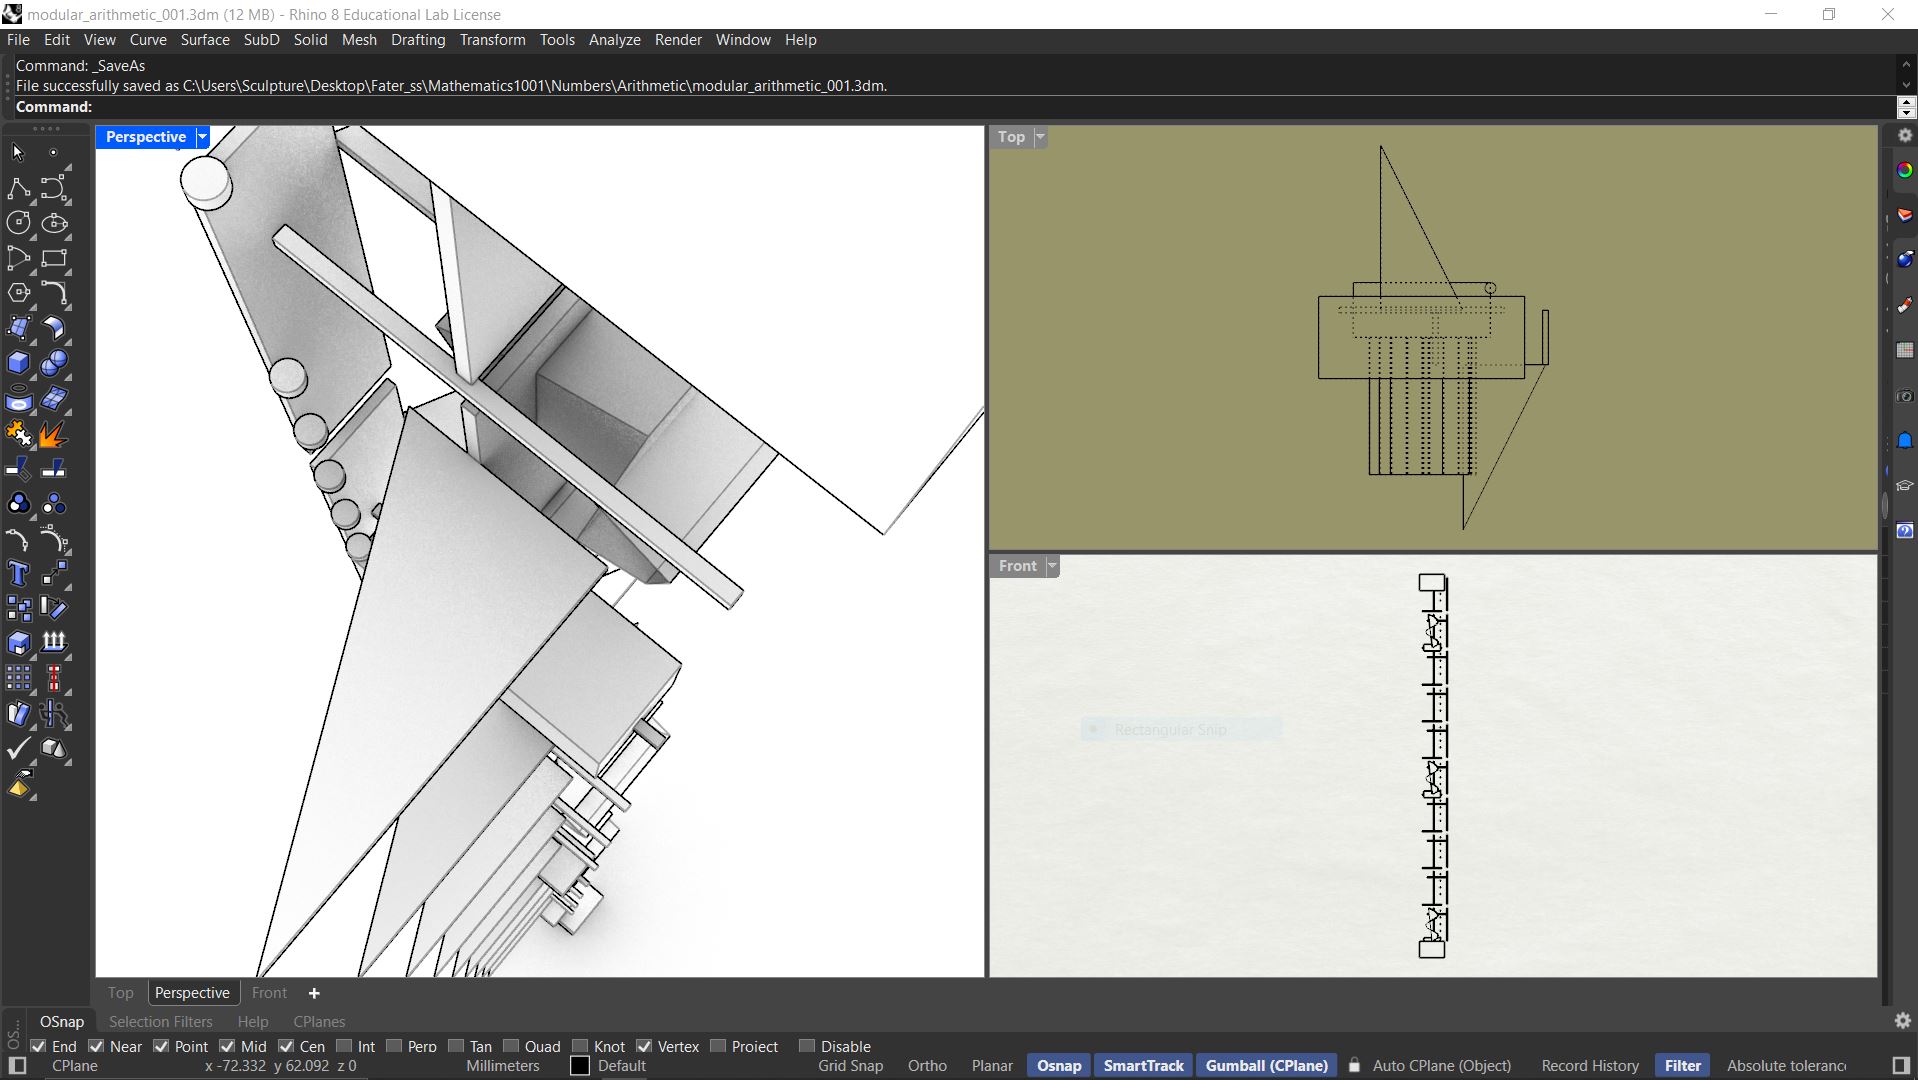 modular_arithmetic_001.3dm (12 MB) - Rhino 8 Educational Lab License
File Edit View Curve Surface SubD Solid Mesh Drafting Transform Tools Analyze Render Window Help
Command: _SaveAs
File successfully saved as C:\Users\Sculpture\Desktop\Fater_ss\Mathematics1001\Numbers\Arithmetic\modular_arithmetic_001.3dm.
Command:
Perspective
Top
Front
Rectangular Snip
Top Perspective Front +
OS... OSnap Selection Filters Help CPlanes
End Near Point Mid Cen Int Perp Tan Quad Knot Vertex Project Disable
CPlane x -72.332 y 62.092 z 0 Millimeters Default Grid Snap Ortho Planar Osnap SmartTrack Gumball (CPlane) Auto CPlane (Object) Record History Filter Absolute toleranc